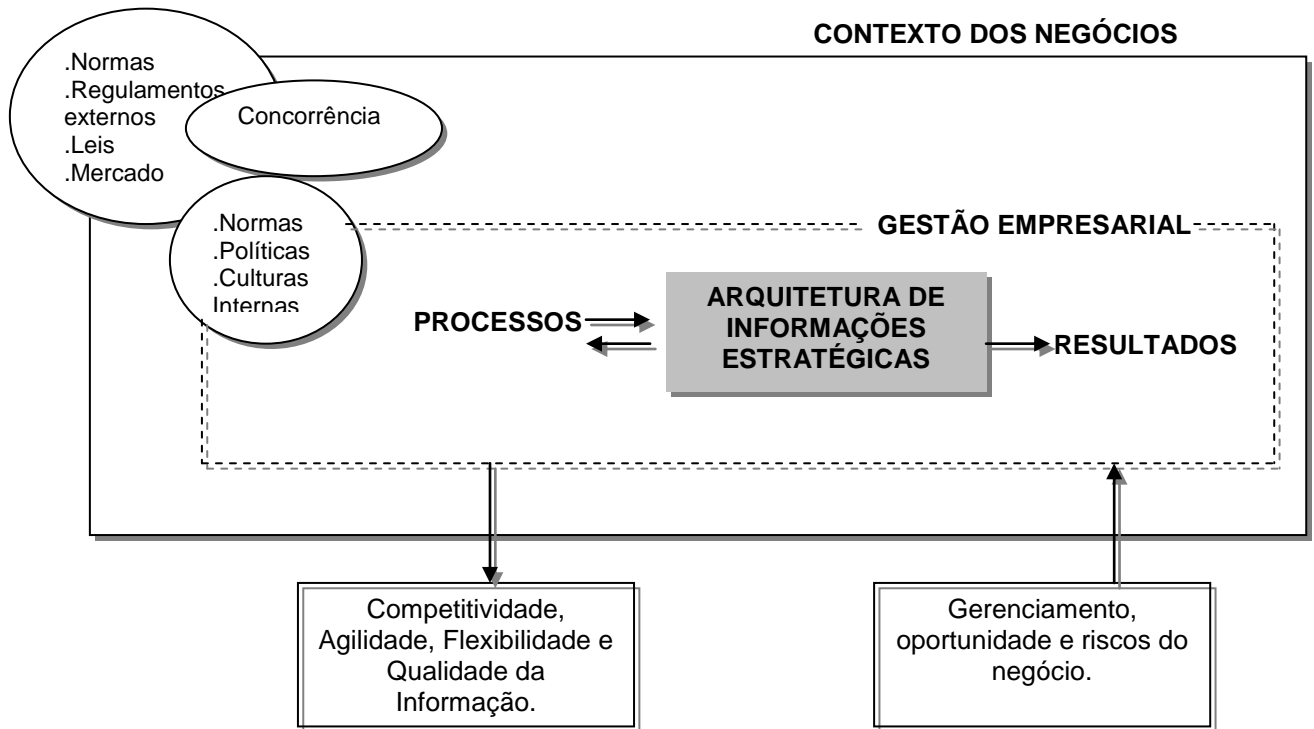 CONTEXTO DOS NEGÓCIOS
.Normas
.Regulamentos
externos
.Leis
.Mercado
Concorrência
.Normas
.Políticas
.Culturas
Internas
GESTÃO EMPRESARIAL
PROCESSOS
ARQUITETURA DE
INFORMAÇÕES
ESTRATÉGICAS
RESULTADOS
Competitividade,
Agilidade, Flexibilidade e
Qualidade da
Informação.
Gerenciamento,
oportunidade e riscos do
negócio.